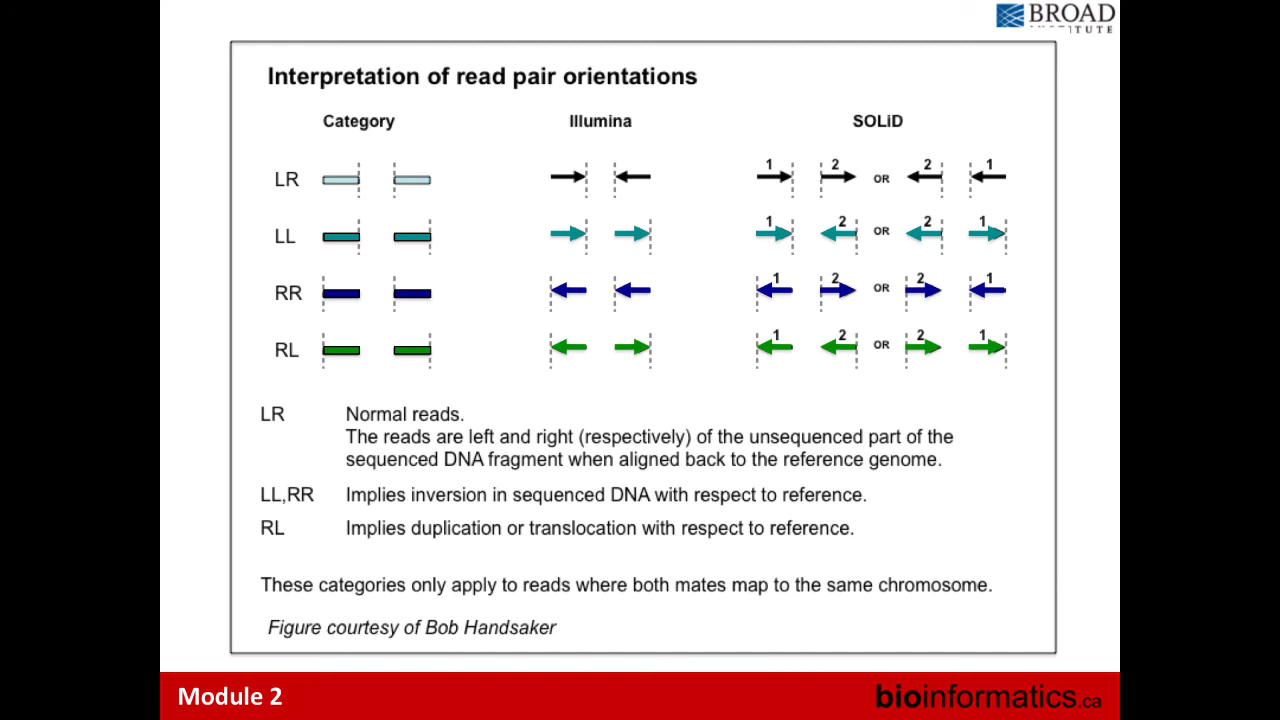 BROAD
INSTITUTE
Interpretation of read pair orientations
Category Illumina SOLiD
LR 1 2 OR 2 1
LL 1 2 OR 2 1
RR 1 2 OR 2 1
RL 1 2 OR 2 1
LR Normal reads.
The reads are left and right (respectively) of the unsequenced part of the
sequenced DNA fragment when aligned back to the reference genome.
LL,RR Implies inversion in sequenced DNA with respect to reference.
RL Implies duplication or translocation with respect to reference.
These categories only apply to reads where both mates map to the same chromosome.
Figure courtesy of Bob Handsaker
Module 2 bioinformatics.ca